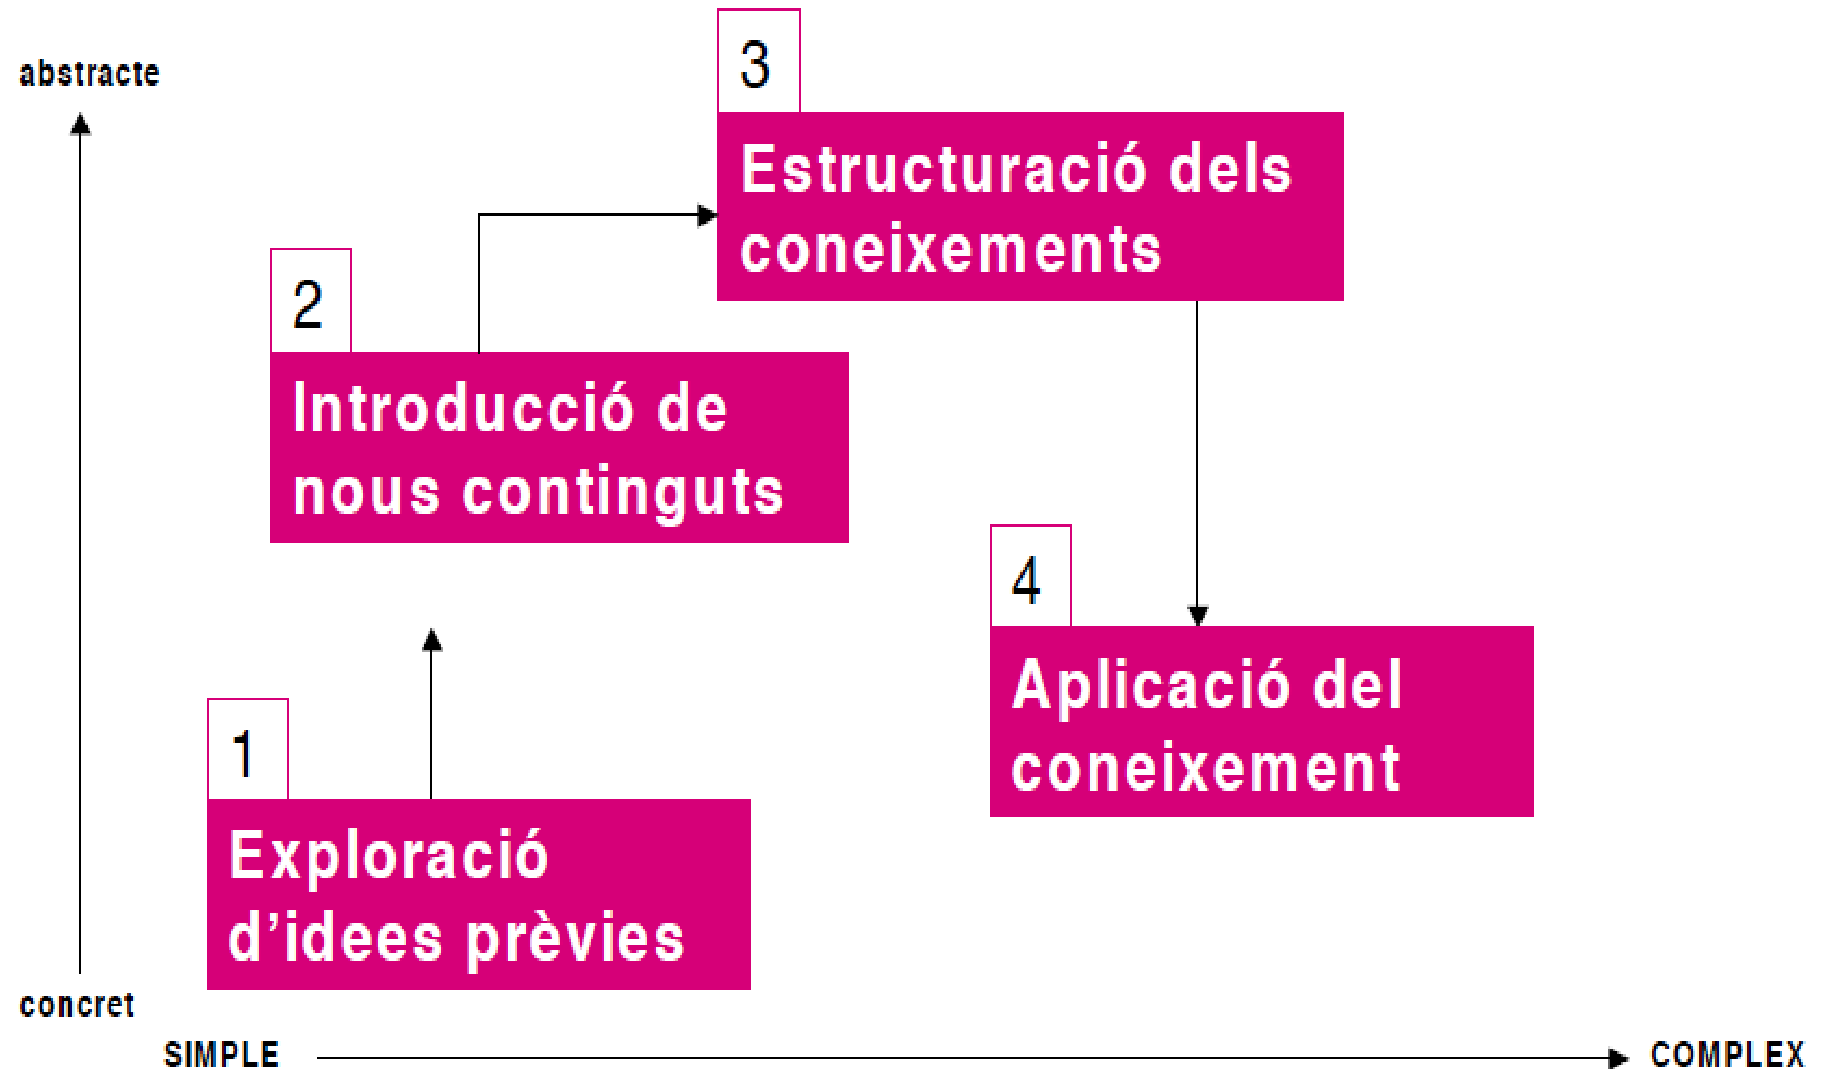 abstracte
3
Estructuració dels
coneixements
2
Introducció de
nous continguts
4
Aplicació del
coneixement
1
Exploració
d’idees prèvies
concret
SIMPLE
COMPLEX